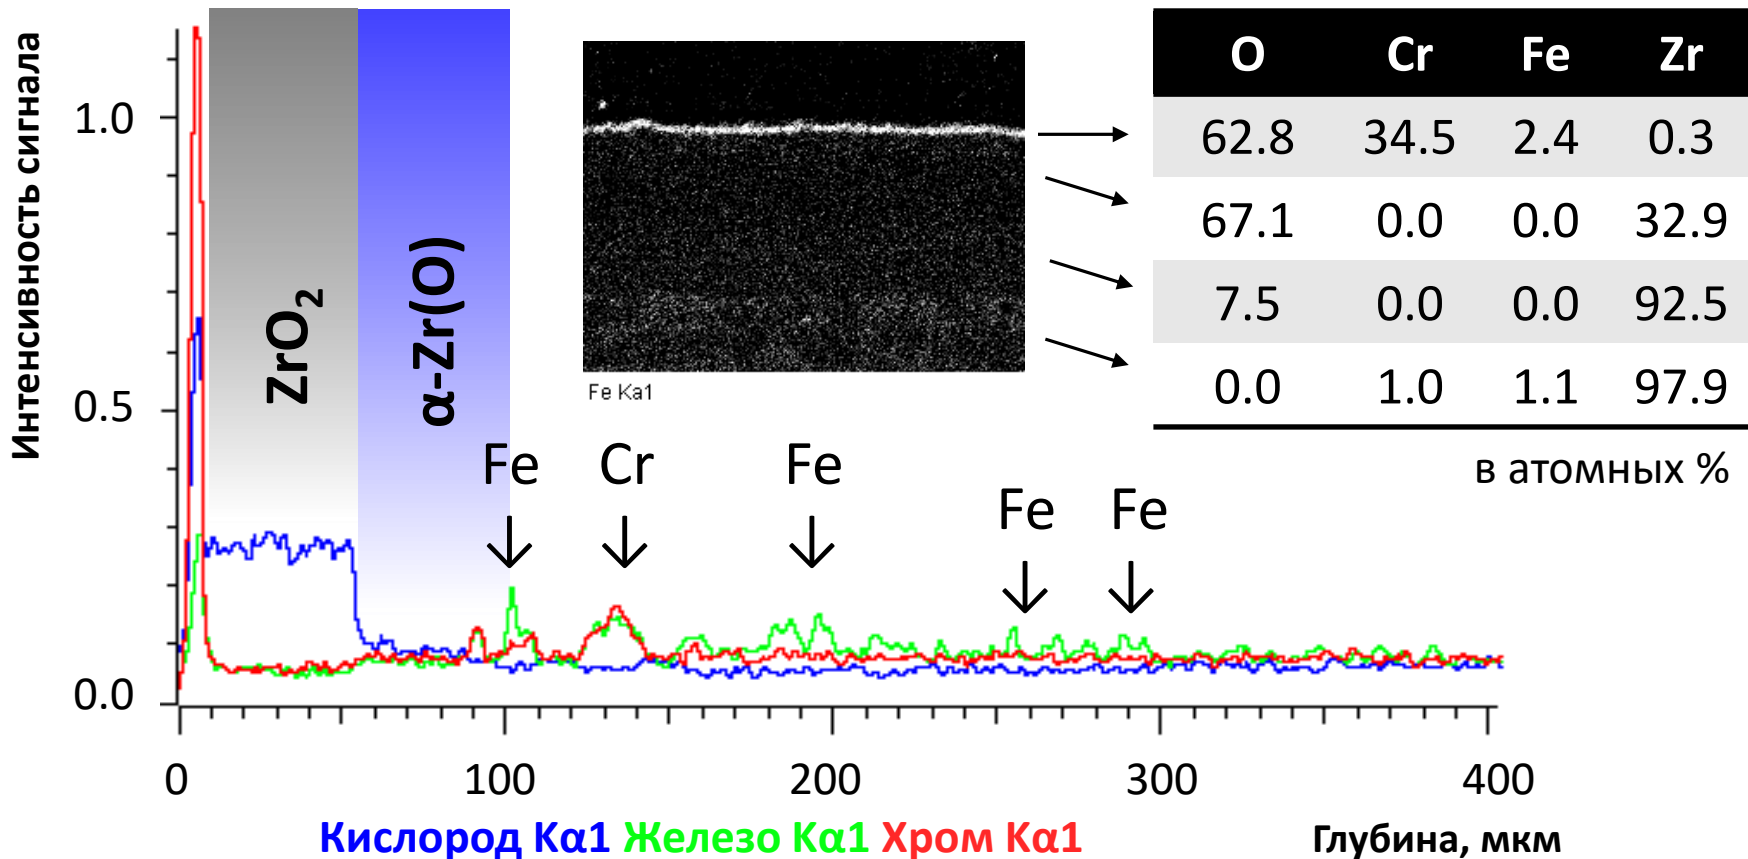 Интенсивность сигнала
1.0
0.5
0.0
ZrO₂
α-Zr(O)
Fe Ka1
O Cr Fe Zr
62.8 34.5 2.4 0.3
67.1 0.0 0.0 32.9
7.5 0.0 0.0 92.5
0.0 1.0 1.1 97.9
в атомных %
Fe Cr Fe Fe Fe
0 100 200 300 400
Кислород Kα1 Железо Kα1 Хром Kα1 Глубина, мкм